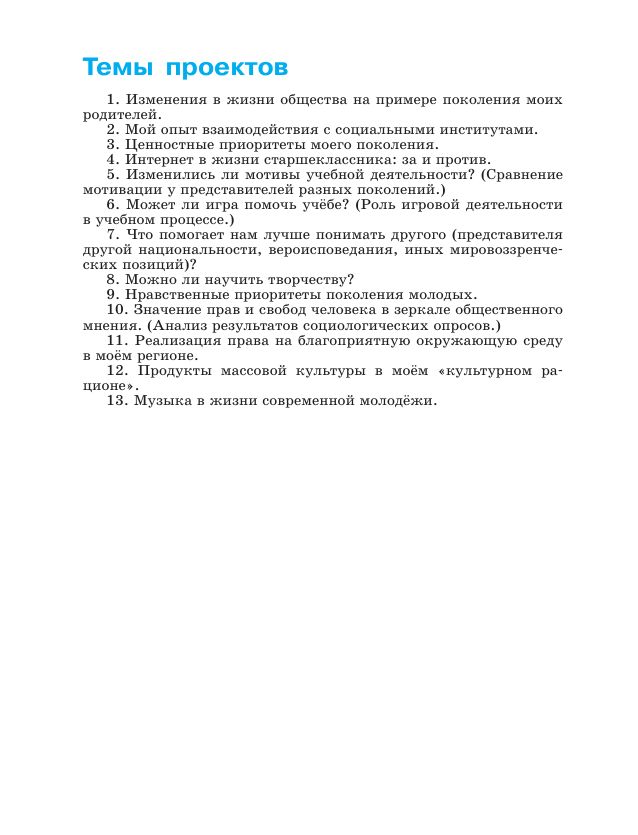 Темы проектов
1. Изменения в жизни общества на примере поколения моих
родителей.
2. Мой опыт взаимодействия с социальными институтами.
3. Ценностные приоритеты моего поколения.
4. Интернет в жизни старшеклассника: за и против.
5. Изменились ли мотивы учебной деятельности? (Сравнение
мотивации у представителей разных поколений.)
6. Может ли игра помочь учёбе? (Роль игровой деятельности
в учебном процессе.)
7. Что помогает нам лучше понимать другого (представителя
другой национальности, вероисповедания, иных мировоззренче-
ских позиций)?
8. Можно ли научить творчеству?
9. Нравственные приоритеты поколения молодых.
10. Значение прав и свобод человека в зеркале общественного
мнения. (Анализ результатов социологических опросов.)
11. Реализация права на благоприятную окружающую среду
в моём регионе.
12. Продукты массовой культуры в моём «культурном ра-
ционе».
13. Музыка в жизни современной молодёжи.